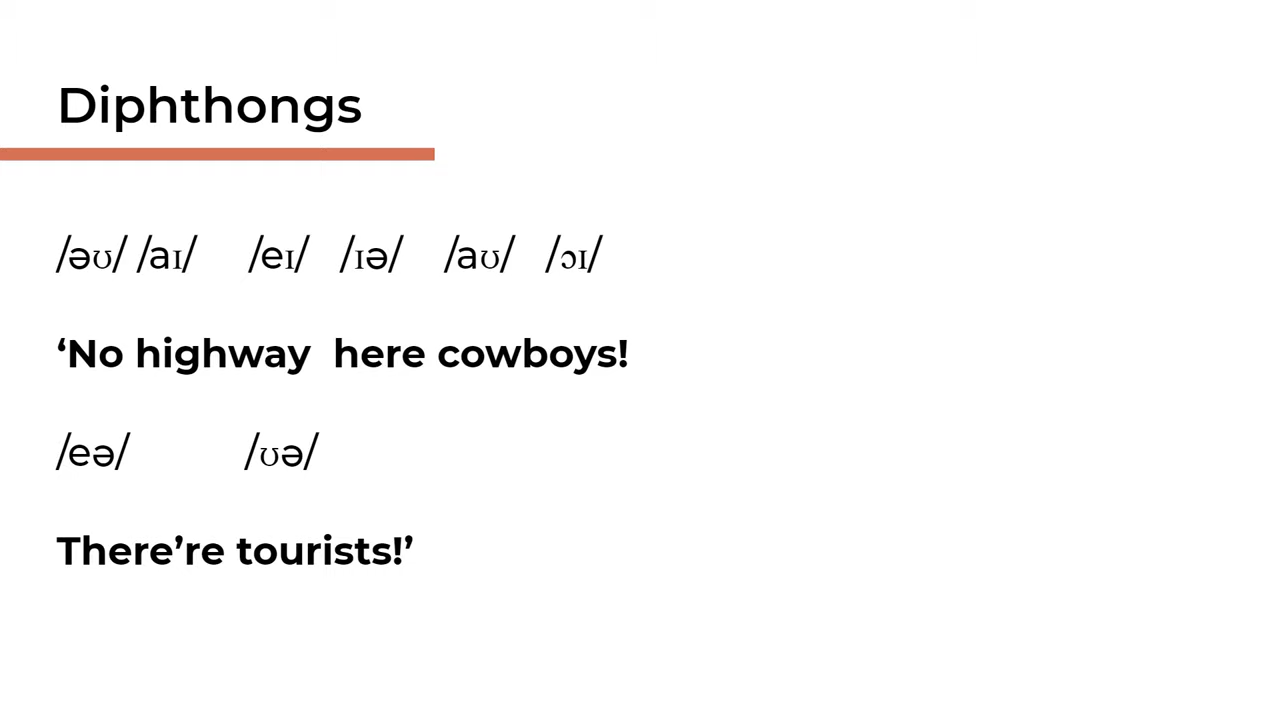 Diphthongs
/əʊ/ /aɪ/ /eɪ/ /ɪə/ /aʊ/ /ɔɪ/
‘No highway here cowboys!
/eə/ /ʊə/
There’re tourists!’